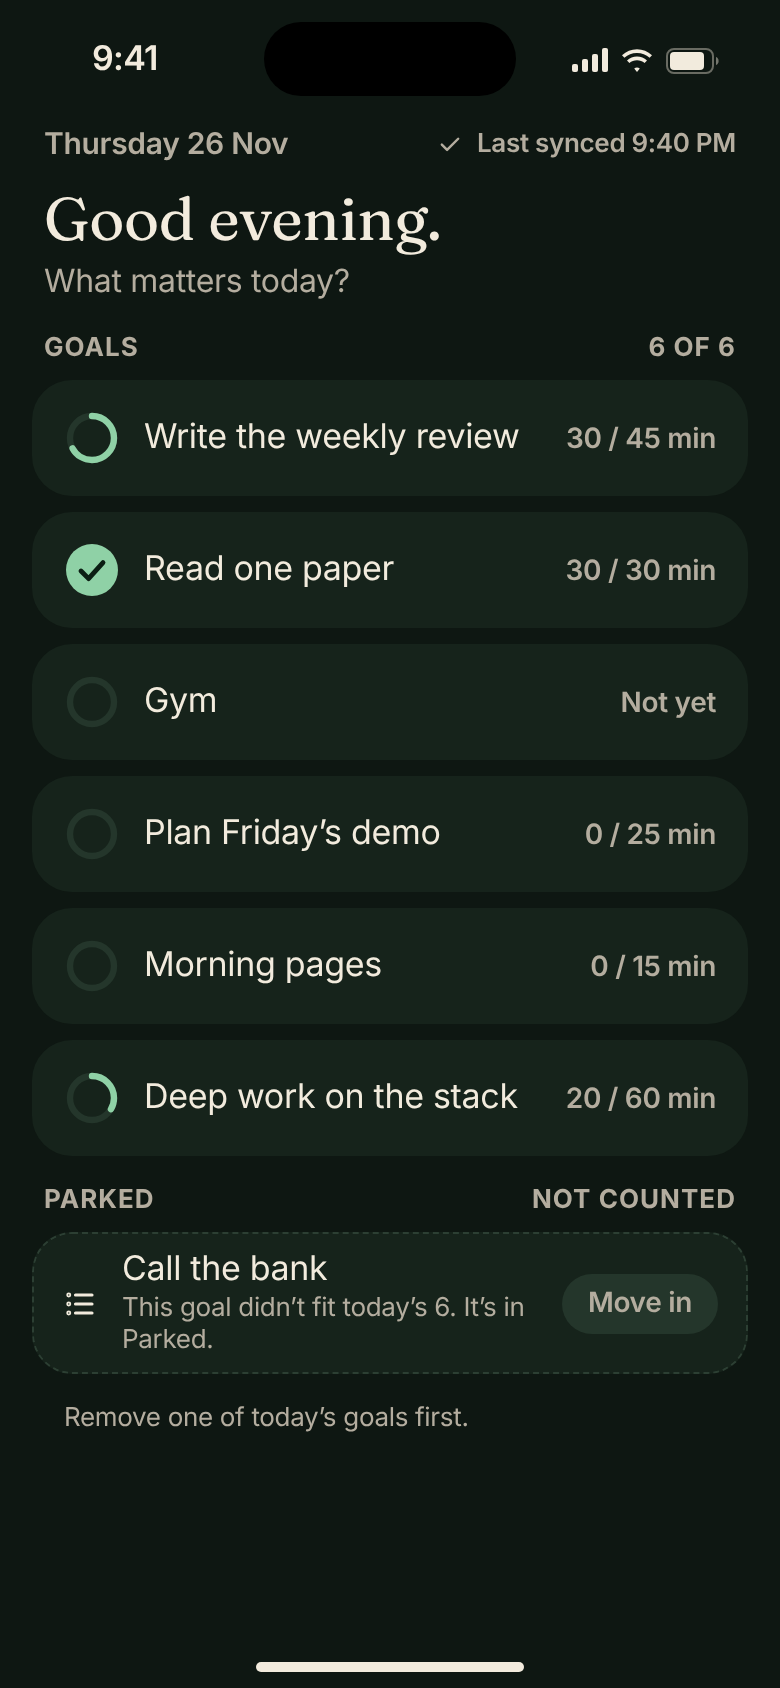 9:41
Thursday 26 Nov
Last synced 9:40 PM
Good evening.
What matters today?
GOALS
6 OF 6
Write the weekly review
30 / 45 min
Read one paper
30 / 30 min
Gym
Not yet
Plan Friday’s demo
0 / 25 min
Morning pages
0 / 15 min
Deep work on the stack
20 / 60 min
PARKED
NOT COUNTED
Call the bank
This goal didn’t fit today’s 6. It’s in
Parked.
Move in
Remove one of today’s goals first.